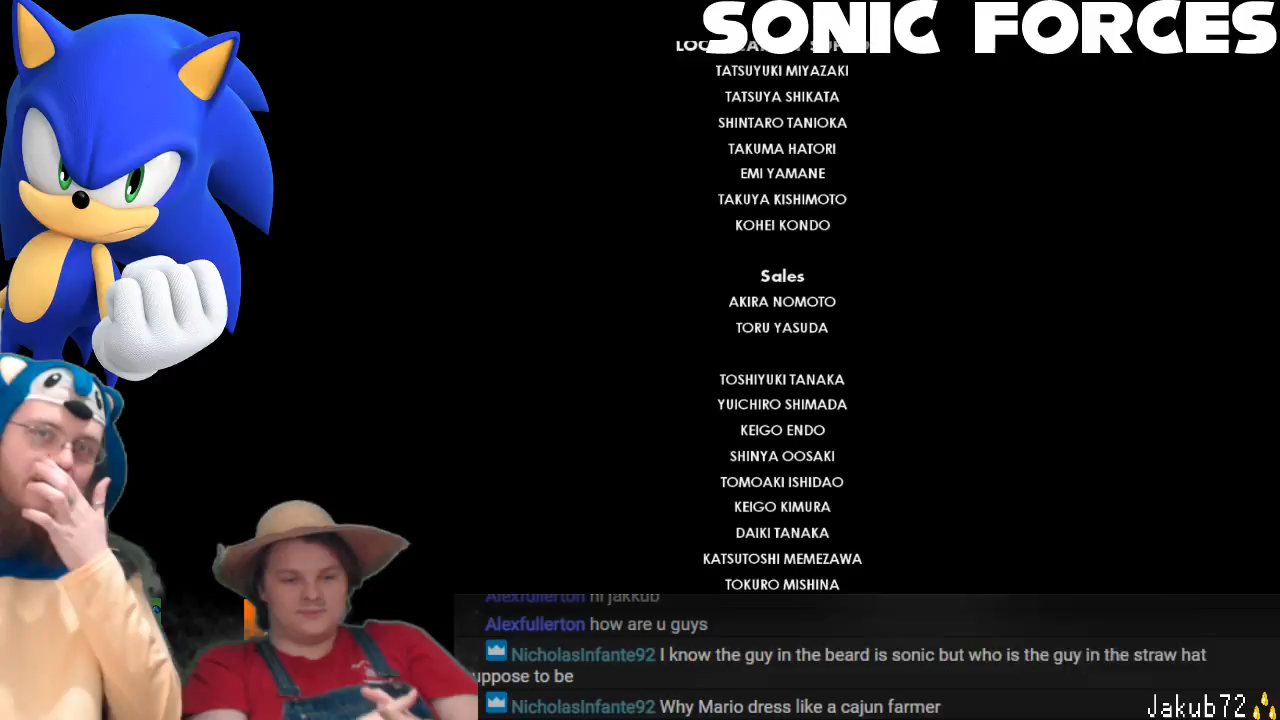 SONIC FORCES
TATSUYUKI MIYAZAKI
TATSUYA SHIKATA
SHINTARO TANIOKA
TAKUMA HATORI
EMI YAMANE
TAKUYA KISHIMOTO
KOHEI KONDO
Sales
AKIRA NOMOTO
TORU YASUDA
TOSHIYUKI TANAKA
YUICHIRO SHIMADA
KEIGO ENDO
SHINYA OOSAKI
TOMOAKI ISHIDAO
KEIGO KIMURA
DAIKI TANAKA
KATSUTOSHI MEMEZAWA
TOKURO MISHINA
Alexfullerton hi jakkub
Alexfullerton how are u guys
NicholasInfante92 I know the guy in the beard is sonic but who is the guy in the straw hat
uppose to be
NicholasInfante92 Why Mario dress like a cajun farmer
Jakub72